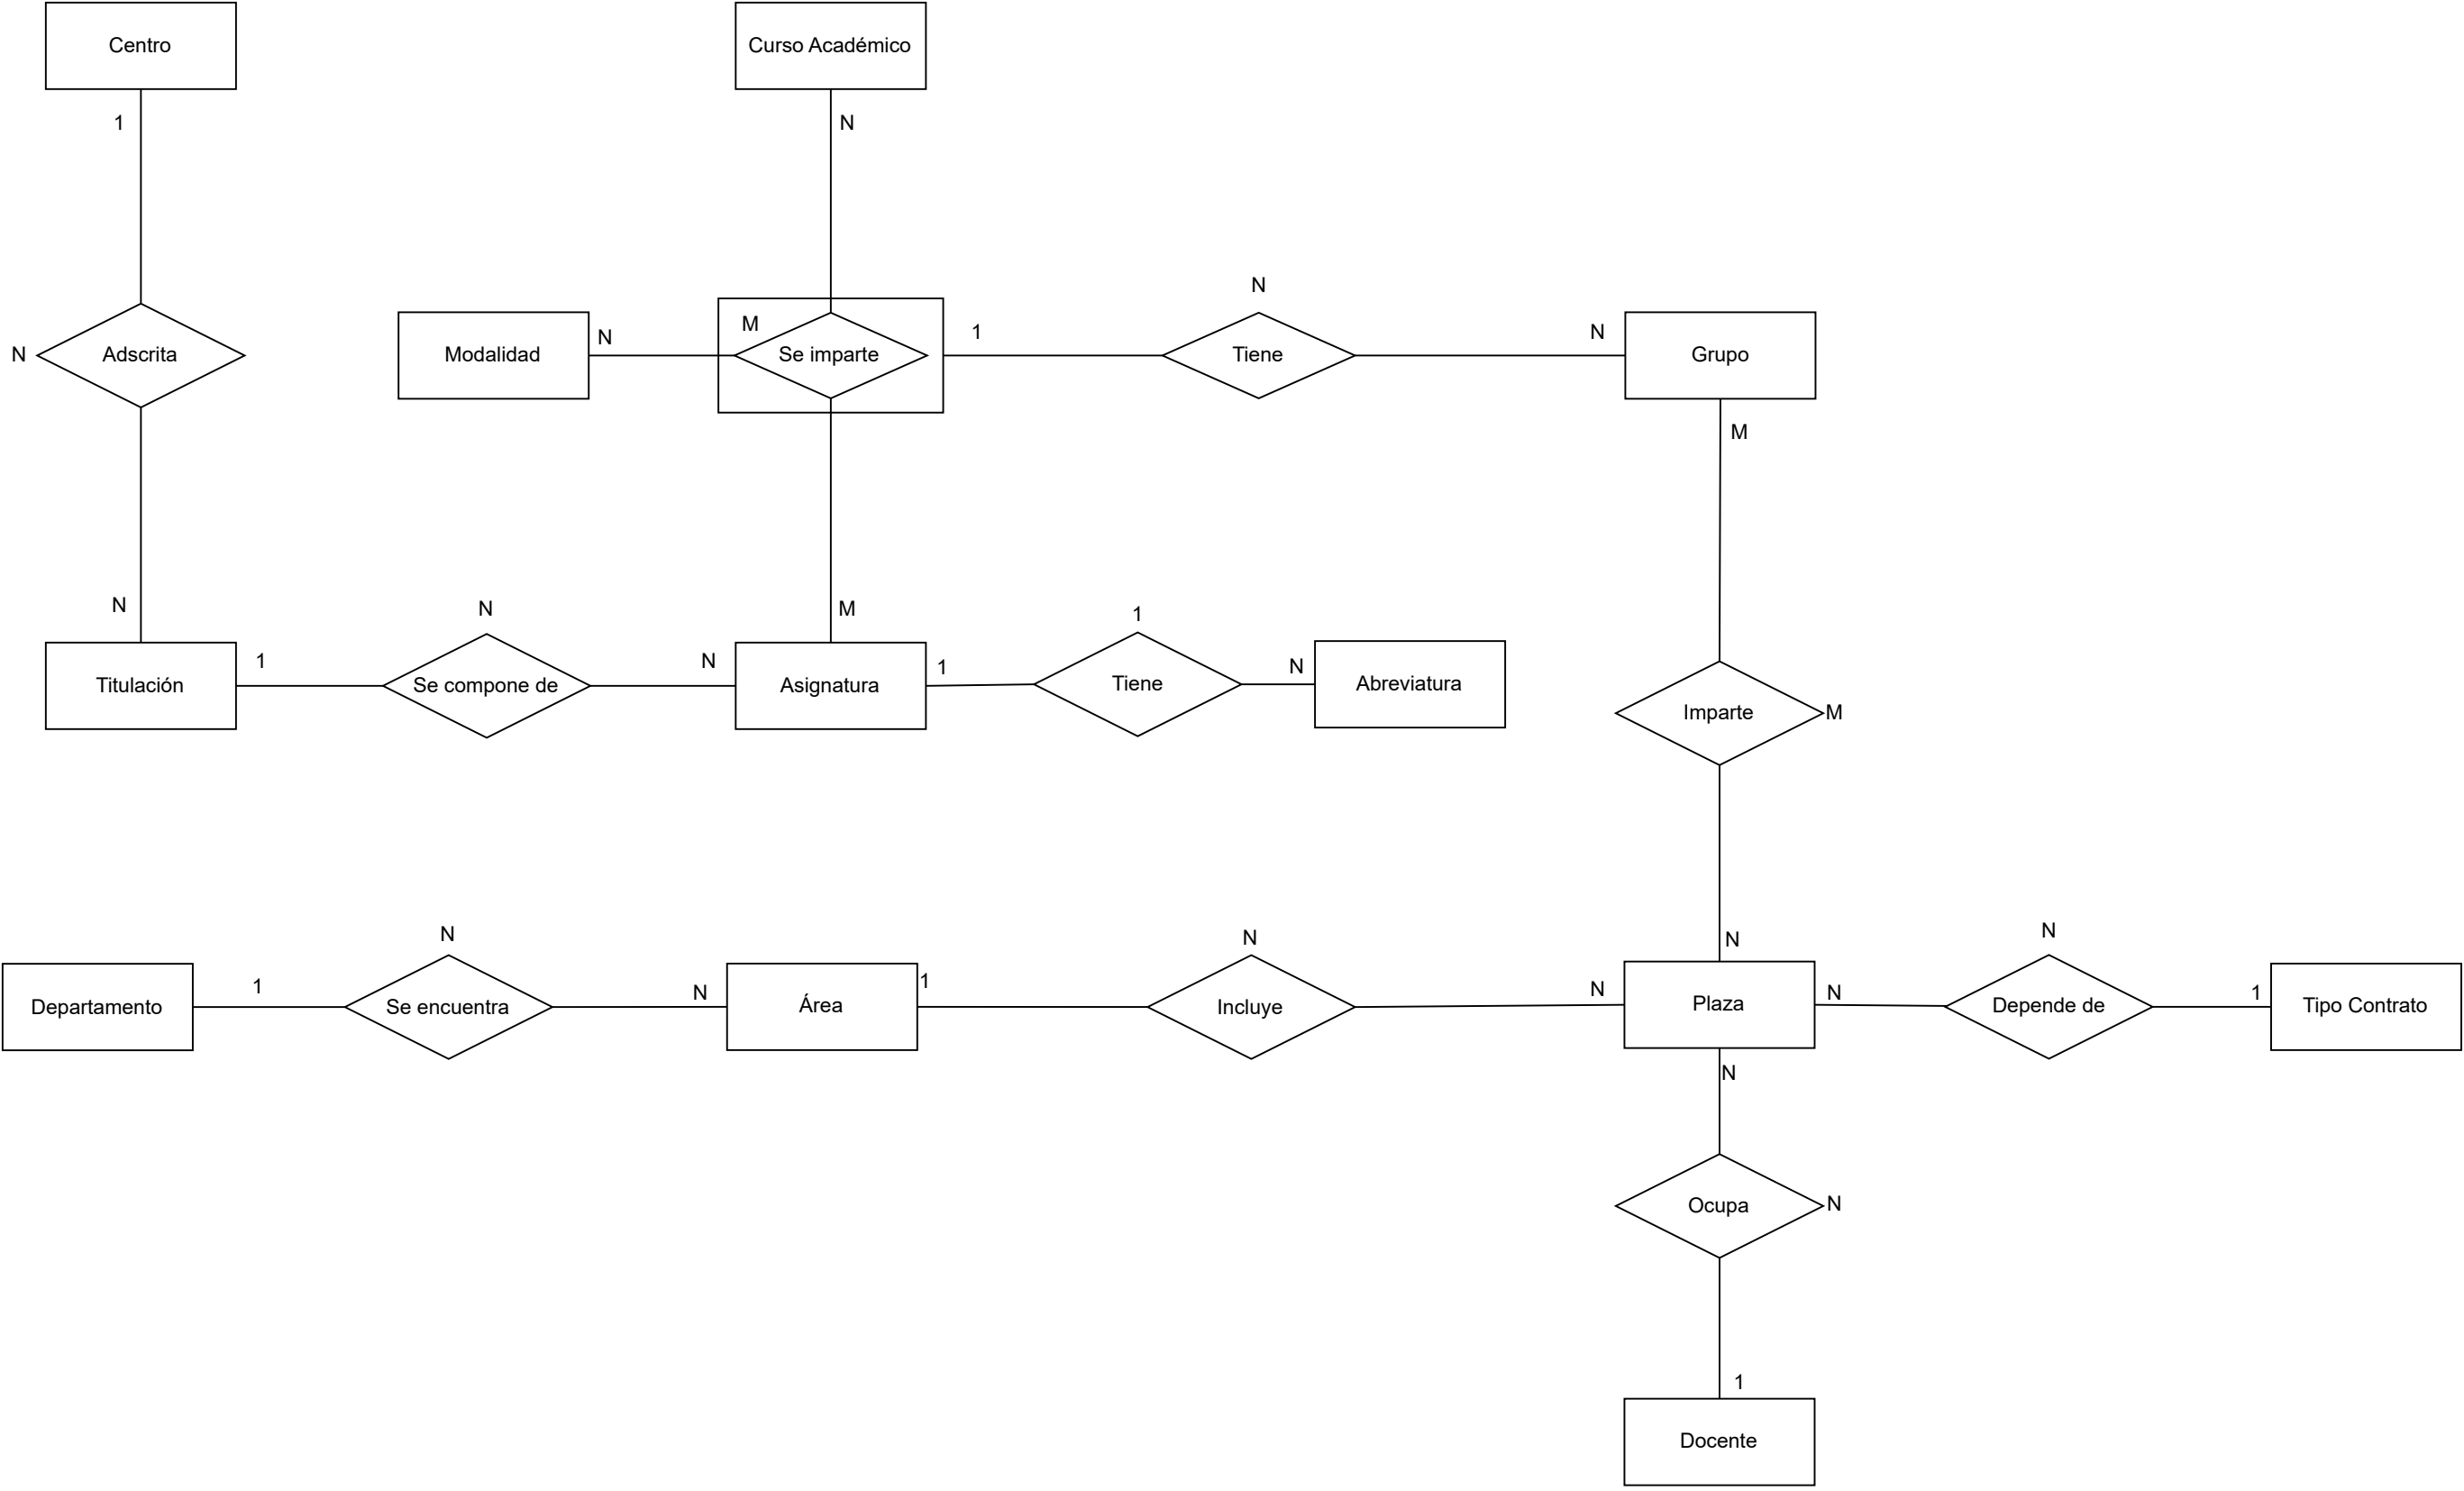 Centro
Curso Académico
1
N
N
Modalidad
N
M
Se imparte
1
Tiene
N
Grupo
N
Adscrita
M
N
N
M
1
Titulación
1
Se compone de
N
Asignatura
1
Tiene
N
Abreviatura
Imparte
M
N
N
N
N
Departamento
1
Se encuentra
N
Área
1
Incluye
N
Plaza
N
Depende de
1
Tipo Contrato
N
Ocupa
N
1
Docente